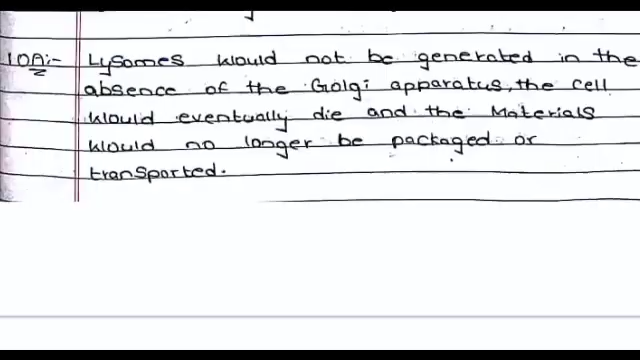 10A:- Lysomes would not be generated in the
absence of the Golgi apparatus, the cell
would eventually die and the Materials
would no longer be packaged or
transported.